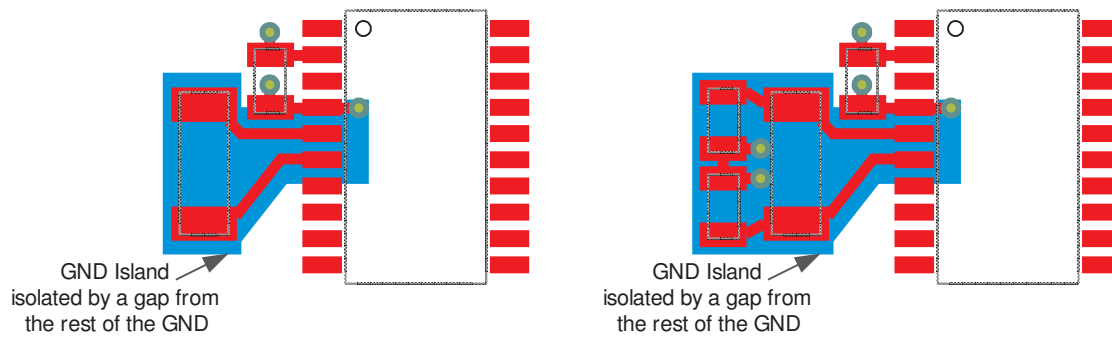 GND Island
isolated by a gap from
the rest of the GND
GND Island
isolated by a gap from
the rest of the GND